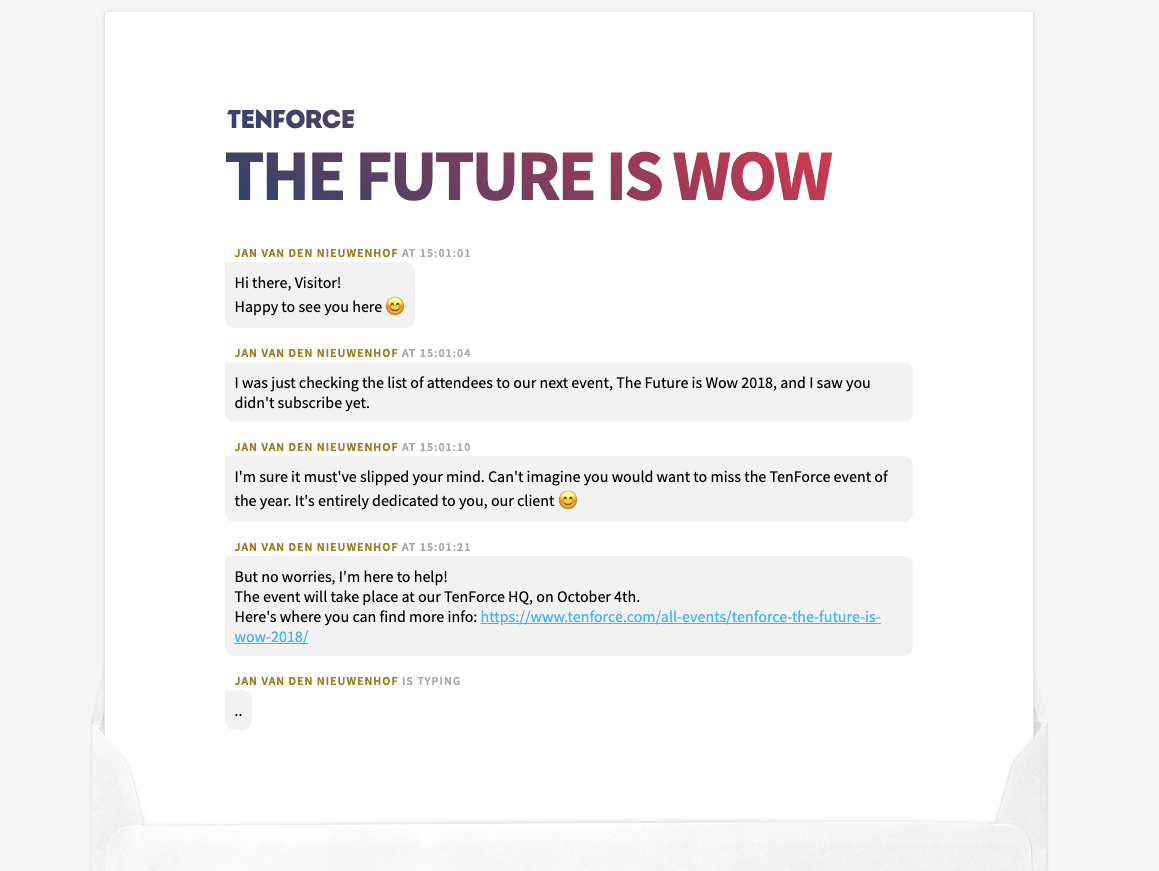 TENFORCE
THE FUTURE IS WOW
JAN VAN DEN NIEUWENHOF AT 15:01:01
Hi there, Visitor!
Happy to see you here 😊
JAN VAN DEN NIEUWENHOF AT 15:01:04
I was just checking the list of attendees to our next event, The Future is Wow 2018, and I saw you
didn't subscribe yet.
JAN VAN DEN NIEUWENHOF AT 15:01:10
I'm sure it must've slipped your mind. Can't imagine you would want to miss the TenForce event of
the year. It's entirely dedicated to you, our client 😊
JAN VAN DEN NIEUWENHOF AT 15:01:21
But no worries, I'm here to help!
The event will take place at our TenForce HQ, on October 4th.
Here's where you can find more info: https://www.tenforce.com/all-events/tenforce-the-future-is-
wow-2018/
JAN VAN DEN NIEUWENHOF IS TYPING
..